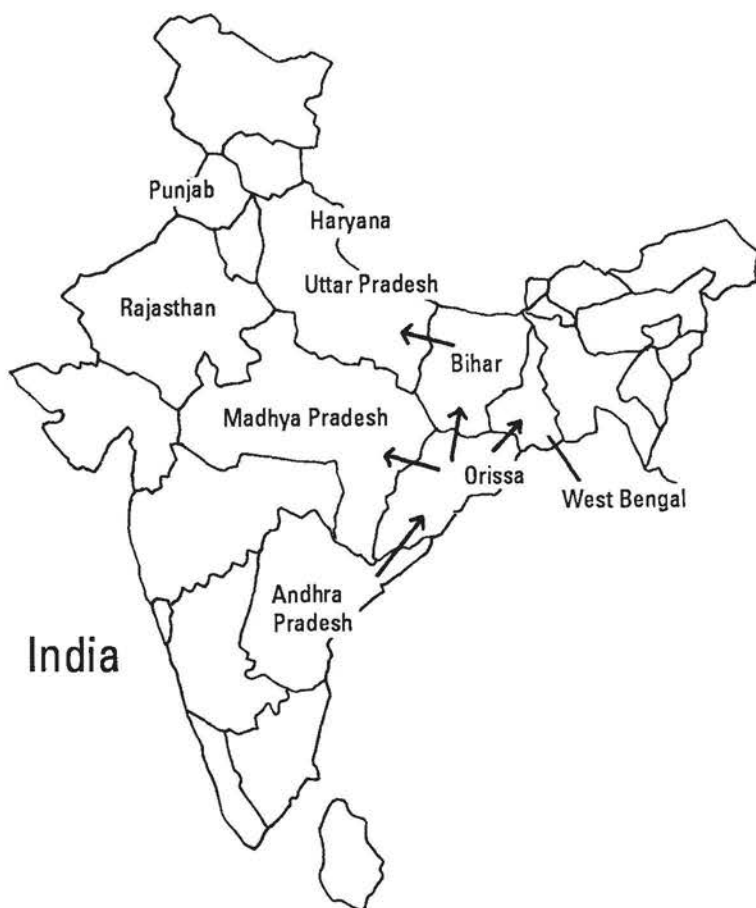 Punjab
Haryana
Uttar Pradesh
Rajasthan
Bihar
Madhya Pradesh
Orissa
West Bengal
Andhra
Pradesh
India